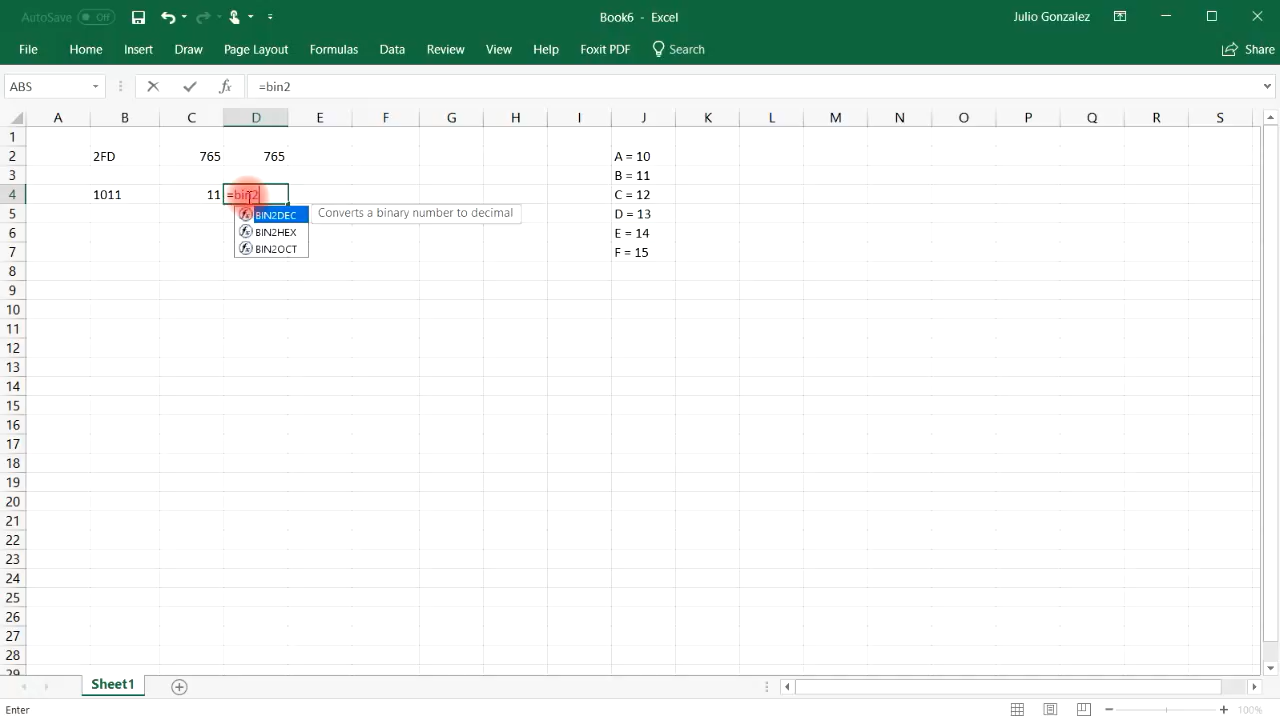 AutoSave Off
Book6 - Excel
Julio Gonzalez
File Home Insert Draw Page Layout Formulas Data Review View Help Foxit PDF Search Share
ABS fx =bin2
A B C D E F G H I J K L M N O P Q R S
1
2 2FD 765 765 A = 10
3 B = 11
4 1011 11 =bin2 C = 12
5 BIN2DEC Converts a binary number to decimal D = 13
6 BIN2HEX E = 14
7 BIN2OCT F = 15
8
9
10
11
12
13
14
15
16
17
18
19
20
21
22
23
24
25
26
27
28
29
Sheet1
Enter 100%